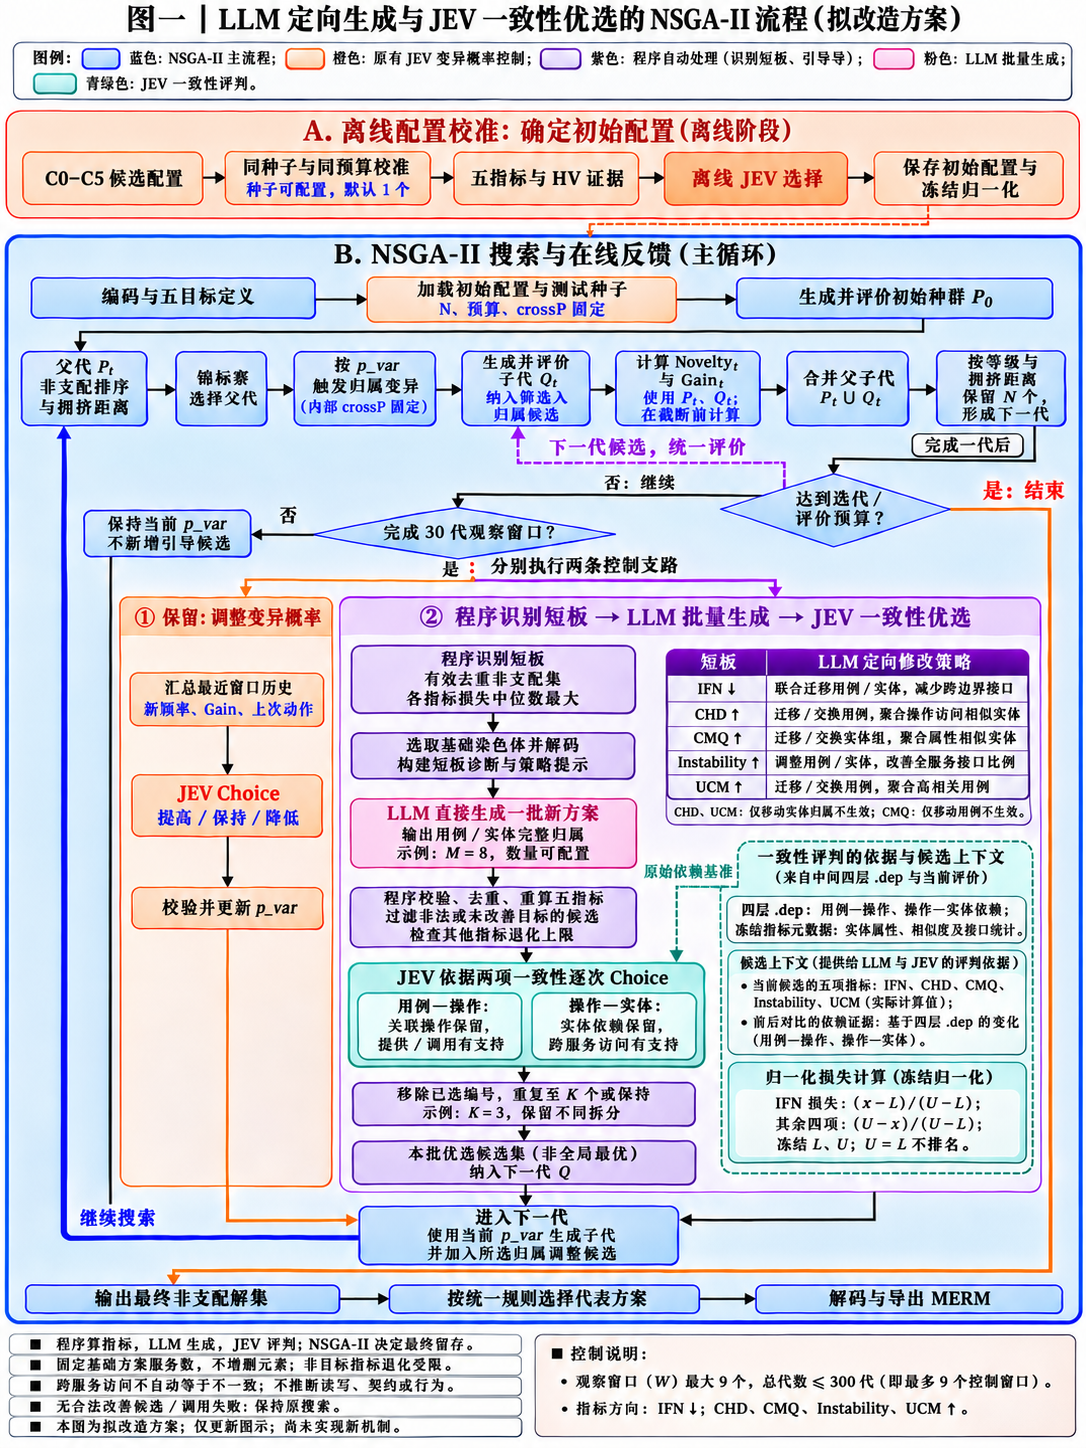 图一｜LLM 定向生成与 JEV 一致性优选的 NSGA-II 流程（拟改造方案）
图例：
蓝色: NSGA-II 主流程；
橙色: 原有 JEV 变异概率控制；
紫色: 程序自动处理（识别短板、引导导）；
粉色: LLM 批量生成；
青绿色: JEV 一致性评判。
A. 离线配置校准：确定初始配置（离线阶段）
C0–C5 候选配置
同种子与同预算校准
种子可配置，默认 1 个
五指标与 HV 证据
离线 JEV 选择
保存初始配置与
冻结归一化
B. NSGA-II 搜索与在线反馈（主循环）
编码与五目标定义
加载初始配置与测试种子
N、预算、crossP 固定
生成并评价初始种群 P₀
父代 Pₜ
非支配排序
与拥挤距离
锦标赛
选择父代
按 p_var
触发归属变异
（内部 crossP 固定）
生成并评价
子代 Qₜ
纳入筛选入
归属候选
计算 Noveltyₜ
与 Gainₜ
使用 Pₜ、Qₜ；
在截断前计算
合并父子代
Pₜ ∪ Qₜ
按等级与
拥挤距离
保留 N 个，
形成下一代
完成一代后
下一代候选，统一评价
否：继续
达到迭代 /
评价预算？
是：结束
保持当前 p_var
不新增引导候选
否
完成 30 代观察窗口？
是
分别执行两条控制支路
① 保留: 调整变异概率
汇总最近窗口历史
新颖率、Gain、上次动作
JEV Choice
提高 / 保持 / 降低
校验并更新 p_var
② 程序识别短板 → LLM 批量生成 → JEV 一致性优选
程序识别短板
有效去重非支配集
各指标损失中位数最大
选取基础染色体并解码
构建短板诊断与策略提示
LLM 直接生成一批新方案
输出用例 / 实体完整归属
示例：M = 8，数量可配置
程序校验、去重、重算五指标
过滤非法或未改善目标的候选
检查其他指标退化上限
JEV 依据两项一致性逐次 Choice
用例—操作：
关联操作保留，
提供 / 调用有支持
操作—实体：
实体依赖保留，
跨服务访问有支持
移除已选编号，重复至 K 个或保持
示例：K = 3，保留不同拆分
本批优选候选集（非全局最优）
纳入下一代 Q
短板 LLM 定向修改策略
IFN ↓ 联合迁移用例 / 实体，减少跨边界接口
CHD ↑ 迁移 / 交换用例，聚合操作访问相似实体
CMQ ↑ 迁移 / 交换实体组，聚合属性相似实体
Instability ↑ 调整用例 / 实体，改善全服务接口比例
UCM ↑ 迁移 / 交换用例，聚合高相关用例
CHD、UCM：仅移动实体归属不生效；CMQ：仅移动用例不生效。
原始依赖基准
一致性评判的依据与候选上下文
（来自中间四层 .dep 与当前评价）
四层 .dep：用例—操作、操作—实体依赖；
冻结指标元数据：实体属性、相似度及接口统计。
候选上下文（提供给 LLM 与 JEV 的评判依据）
• 当前候选的五项指标：IFN、CHD、CMQ、
Instability、UCM（实际计算值）；
• 前后对比的依赖证据：基于四层 .dep 的变化
（用例—操作、操作—实体）。
归一化损失计算（冻结归一化）
IFN 损失：(x − L) / (U − L)；
其余四项：(U − x) / (U − L)；
冻结 L、U；U = L 不排名。
继续搜索
进入下一代
使用当前 p_var 生成子代
并加入所选归属调整候选
输出最终非支配解集
按统一规则选择代表方案
解码与导出 MERM
■ 程序算指标，LLM 生成，JEV 评判；NSGA-II 决定最终留存。
■ 固定基础方案服务数，不增删元素；非目标指标退化受限。
■ 跨服务访问不自动等于不一致；不推断读写、契约或行为。
■ 无合法改善候选 / 调用失败：保持原搜索。
■ 本图为拟改造方案；仅更新图示；尚未实现新机制。
■ 控制说明：
• 观察窗口（W）最大 9 个，总代数 ⩽ 300 代（即最多 9 个控制窗口）。
• 指标方向：IFN ↓；CHD、CMQ、Instability、UCM ↑。